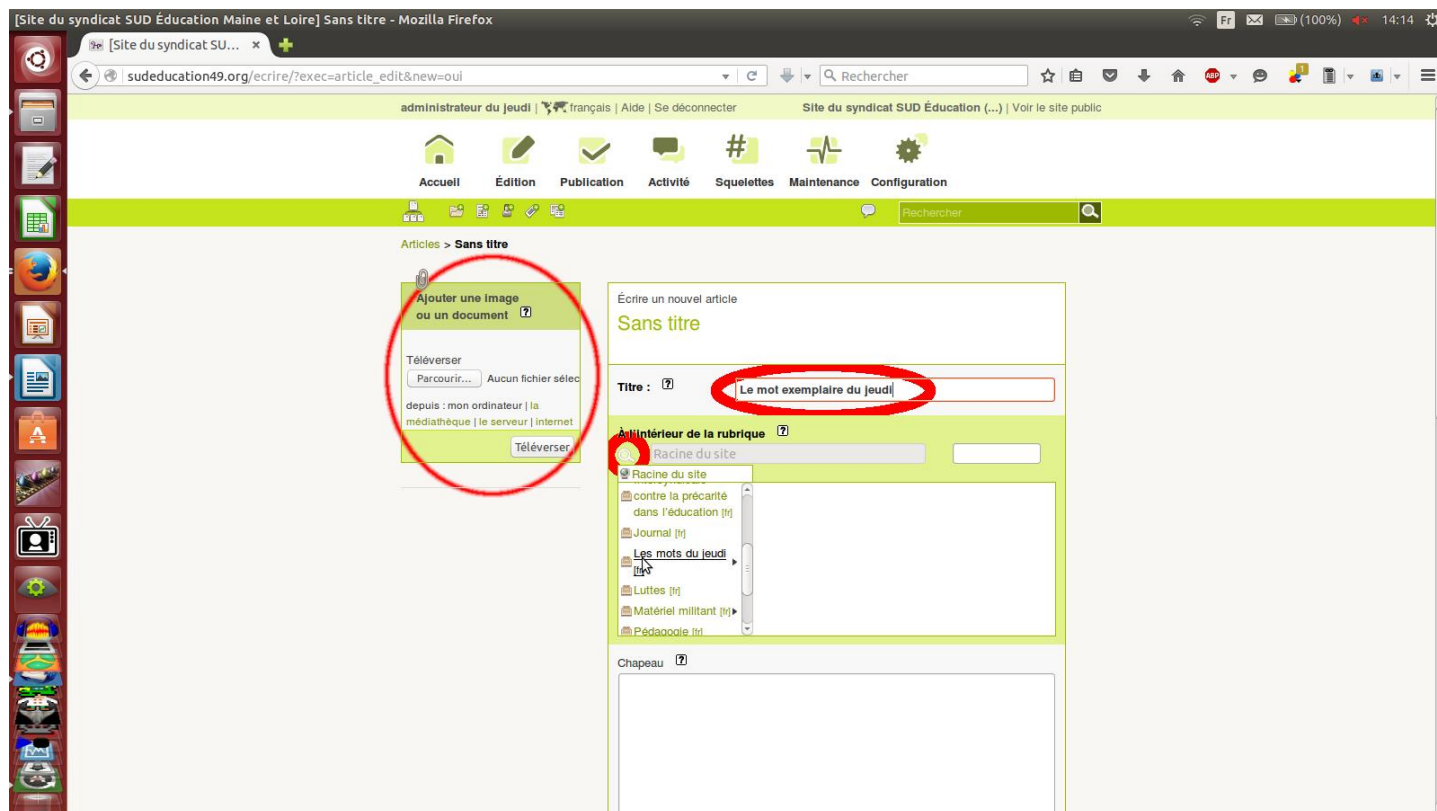 [Site du syndicat SUD Éducation Maine et Loire] Sans titre - Mozilla Firefox
Fr (100%) 14:14
[Site du syndicat SU... ×
sudeducation49.org/ecrire/?exec=article_edit&new=oui
Rechercher
ABP
1
administrateur du jeudi | français | Aide | Se déconnecter
Site du syndicat SUD Éducation (...) | Voir le site public
Accueil Édition Publication Activité Squelettes Maintenance Configuration
Rechercher
Articles > Sans titre
Ajouter une image
ou un document ?
Téléverser
Parcourir... Aucun fichier sélec
depuis : mon ordinateur | la
médiathèque | le serveur | internet
Téléverser
Écrire un nouvel article
Sans titre
Titre : ? Le mot exemplaire du jeudi
À l'intérieur de la rubrique ?
Racine du site
Racine du site
contre la précarité
dans l'éducation [fr]
Journal [fr]
Les mots du jeudi
[fr]
Luttes [fr]
Matériel militant [fr]
Pédagogie [fr]
Chapeau ?